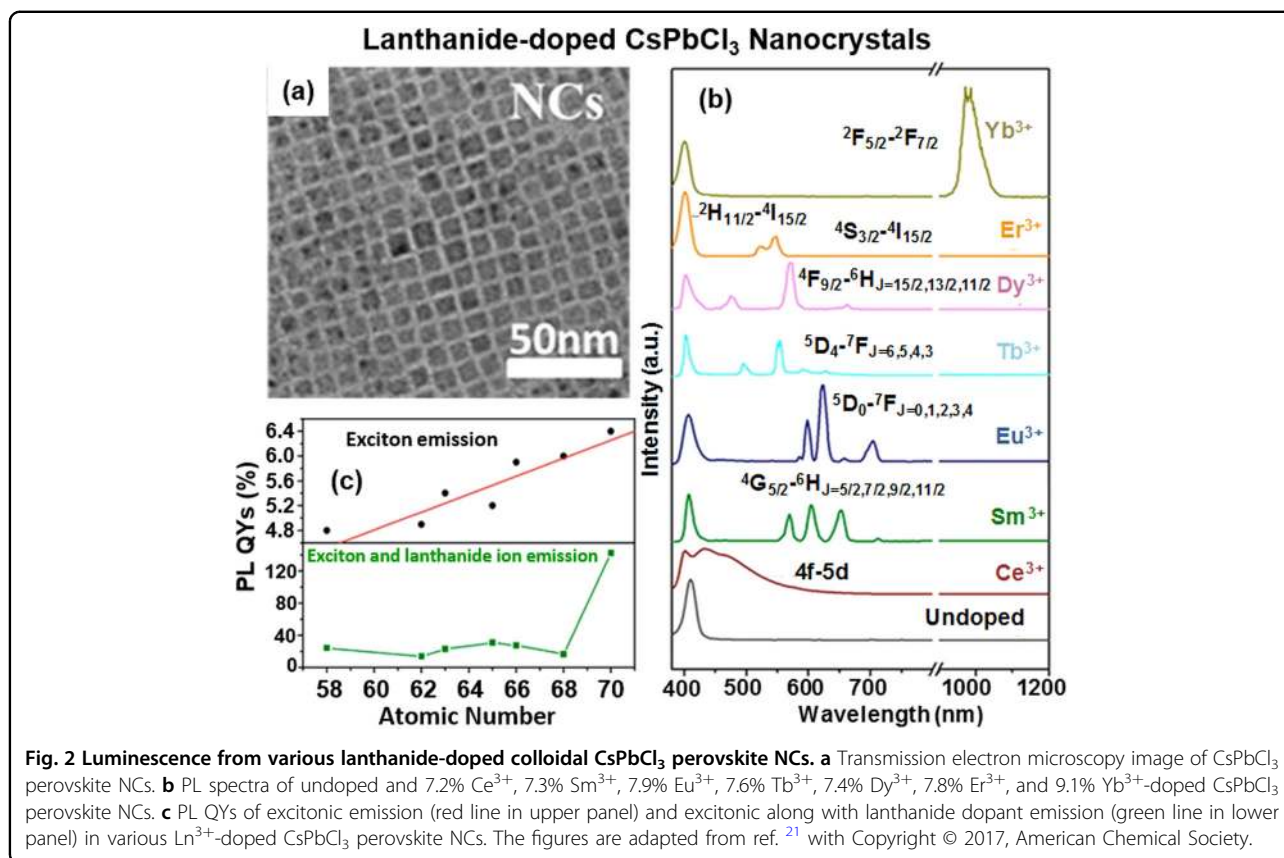 Lanthanide-doped CsPbCl₃ Nanocrystals
(a)
NCs
50nm
(b)
²F₅/₂-²F₇/₂
Yb³⁺
²H₁₁/₂-⁴I₁₅/₂
⁴S₃/₂-⁴I₁₅/₂
Er³⁺
⁴F₉/₂-⁶H_J=15/2,13/2,11/2
Dy³⁺
⁵D₄-⁷F_J=6,5,4,3
Tb³⁺
⁵D₀-⁷F_J=0,1,2,3,4
Eu³⁺
⁴G₅/₂-⁶H_J=5/2,7/2,9/2,11/2
Sm³⁺
4f-5d
Ce³⁺
Undoped
Intensity (a.u.)
400 500 600 700 1000 1200
Wavelength (nm)
(c)
Exciton emission
6.4
6.0
5.6
5.2
4.8
Exciton and lanthanide ion emission
120
80
40
0
PL QYs (%)
58 60 62 64 66 68 70
Atomic Number
Fig. 2 Luminescence from various lanthanide-doped colloidal CsPbCl₃ perovskite NCs. a Transmission electron microscopy image of CsPbCl₃
perovskite NCs. b PL spectra of undoped and 7.2% Ce³⁺, 7.3% Sm³⁺, 7.9% Eu³⁺, 7.6% Tb³⁺, 7.4% Dy³⁺, 7.8% Er³⁺, and 9.1% Yb³⁺-doped CsPbCl₃
perovskite NCs. c PL QYs of excitonic emission (red line in upper panel) and excitonic along with lanthanide dopant emission (green line in lower
panel) in various Ln³⁺-doped CsPbCl₃ perovskite NCs. The figures are adapted from ref. ²¹ with Copyright © 2017, American Chemical Society.